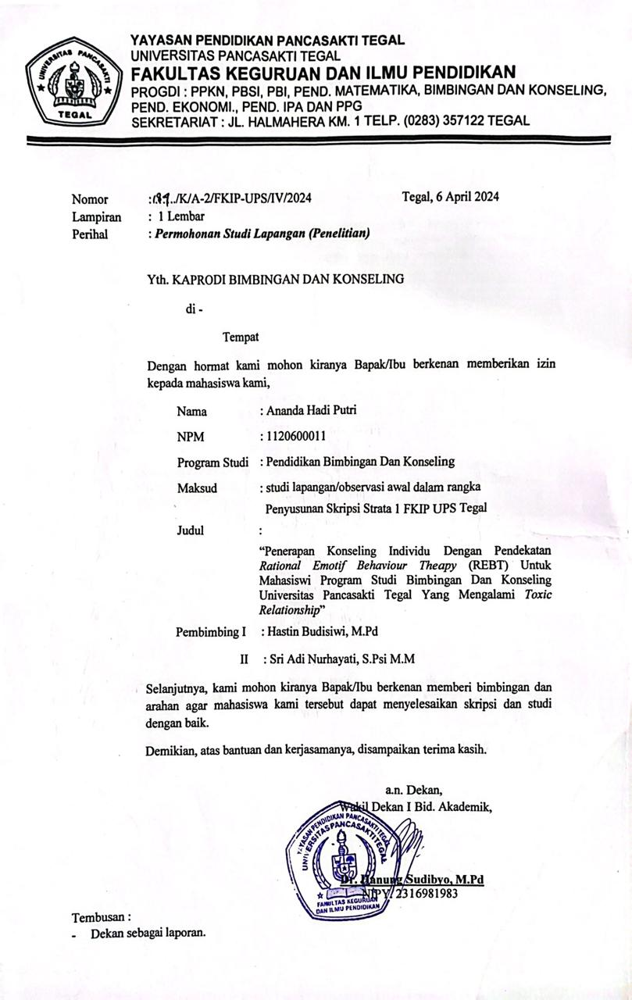 YAYASAN PENDIDIKAN PANCASAKTI TEGAL
UNIVERSITAS PANCASAKTI TEGAL
FAKULTAS KEGURUAN DAN ILMU PENDIDIKAN
PROGDI : PPKN, PBSI, PBI, PEND. MATEMATIKA, BIMBINGAN DAN KONSELING,
PEND. EKONOMI., PEND. IPA DAN PPG
SEKRETARIAT : JL. HALMAHERA KM. 1 TELP. (0283) 357122 TEGAL
UNIVERSITAS PANCASAKTI
TEGAL
Nomor : /K/A-2/FKIP-UPS/IV/2024 Tegal, 6 April 2024
Lampiran : 1 Lembar
Perihal : Permohonan Studi Lapangan (Penelitian)
Yth. KAPRODI BIMBINGAN DAN KONSELING
di -
Tempat
Dengan hormat kami mohon kiranya Bapak/Ibu berkenan memberikan izin
kepada mahasiswa kami,
Nama : Ananda Hadi Putri
NPM : 1120600011
Program Studi : Pendidikan Bimbingan Dan Konseling
Maksud : studi lapangan/observasi awal dalam rangka
Penyusunan Skripsi Strata 1 FKIP UPS Tegal
Judul :
“Penerapan Konseling Individu Dengan Pendekatan
Rational Emotif Behaviour Theapy (REBT) Untuk
Mahasiswi Program Studi Bimbingan Dan Konseling
Universitas Pancasakti Tegal Yang Mengalami Toxic
Relationship”
Pembimbing I : Hastin Budisiwi, M.Pd
II : Sri Adi Nurhayati, S.Psi M.M
Selanjutnya, kami mohon kiranya Bapak/Ibu berkenan memberi bimbingan dan
arahan agar mahasiswa kami tersebut dapat menyelesaikan skripsi dan studi
dengan baik.
Demikian, atas bantuan dan kerjasamanya, disampaikan terima kasih.
a.n. Dekan,
Wakil Dekan I Bid. Akademik,
YAYASAN PENDIDIKAN PANCASAKTI TEGAL
UNIVERSITAS PANCASAKTI TEGAL
FAKULTAS KEGURUAN
DAN ILMU PENDIDIKAN
Dr. Hanung Sudibyo, M.Pd
NIPY. 2316981983
Tembusan :
- Dekan sebagai laporan.